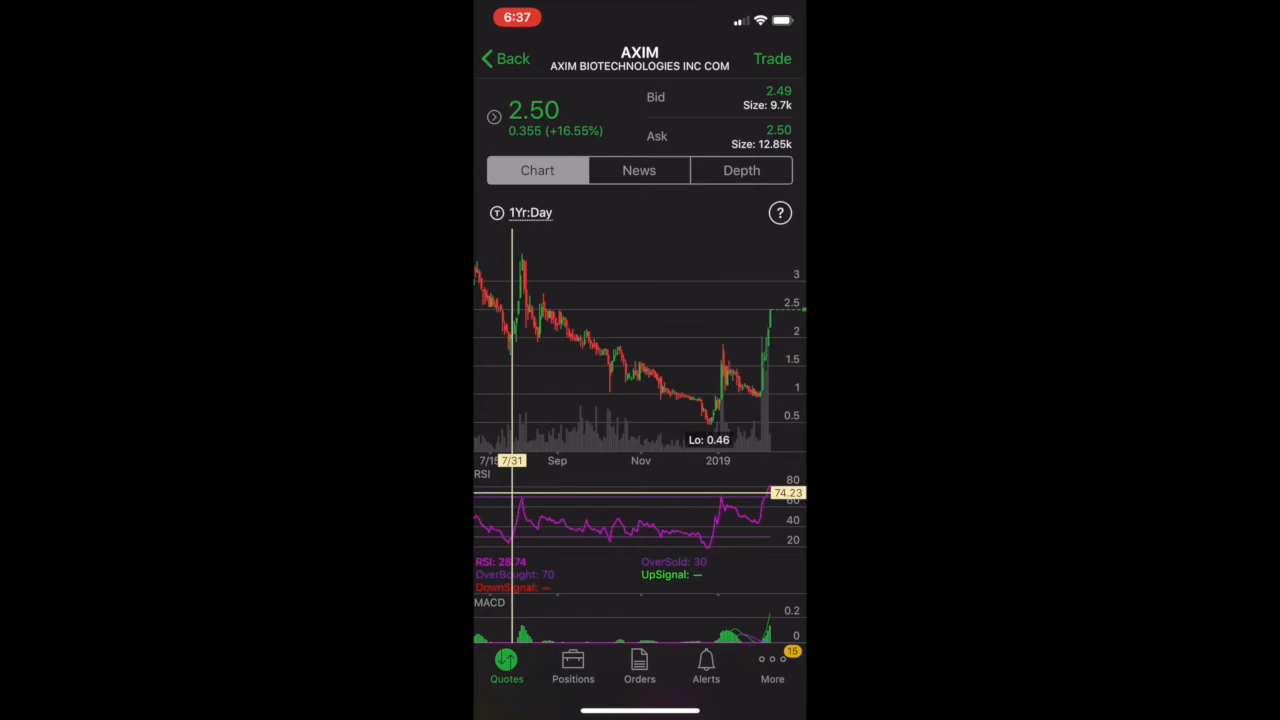 6:37
Back
AXIM
AXIM BIOTECHNOLOGIES INC COM
Trade
2.50
0.355 (+16.55%)
Bid
2.49
Size: 9.7k
Ask
2.50
Size: 12.85k
Chart
News
Depth
T 1Yr:Day
?
3
2.5
2
1.5
1
0.5
Lo: 0.46
7/15
7/31
Sep
Nov
2019
RSI
80
74.23
60
40
20
RSI: 28.74
OverSold: 30
OverBought: 70
UpSignal: —
DownSignal: —
MACD
0.2
0
15
Quotes
Positions
Orders
Alerts
More